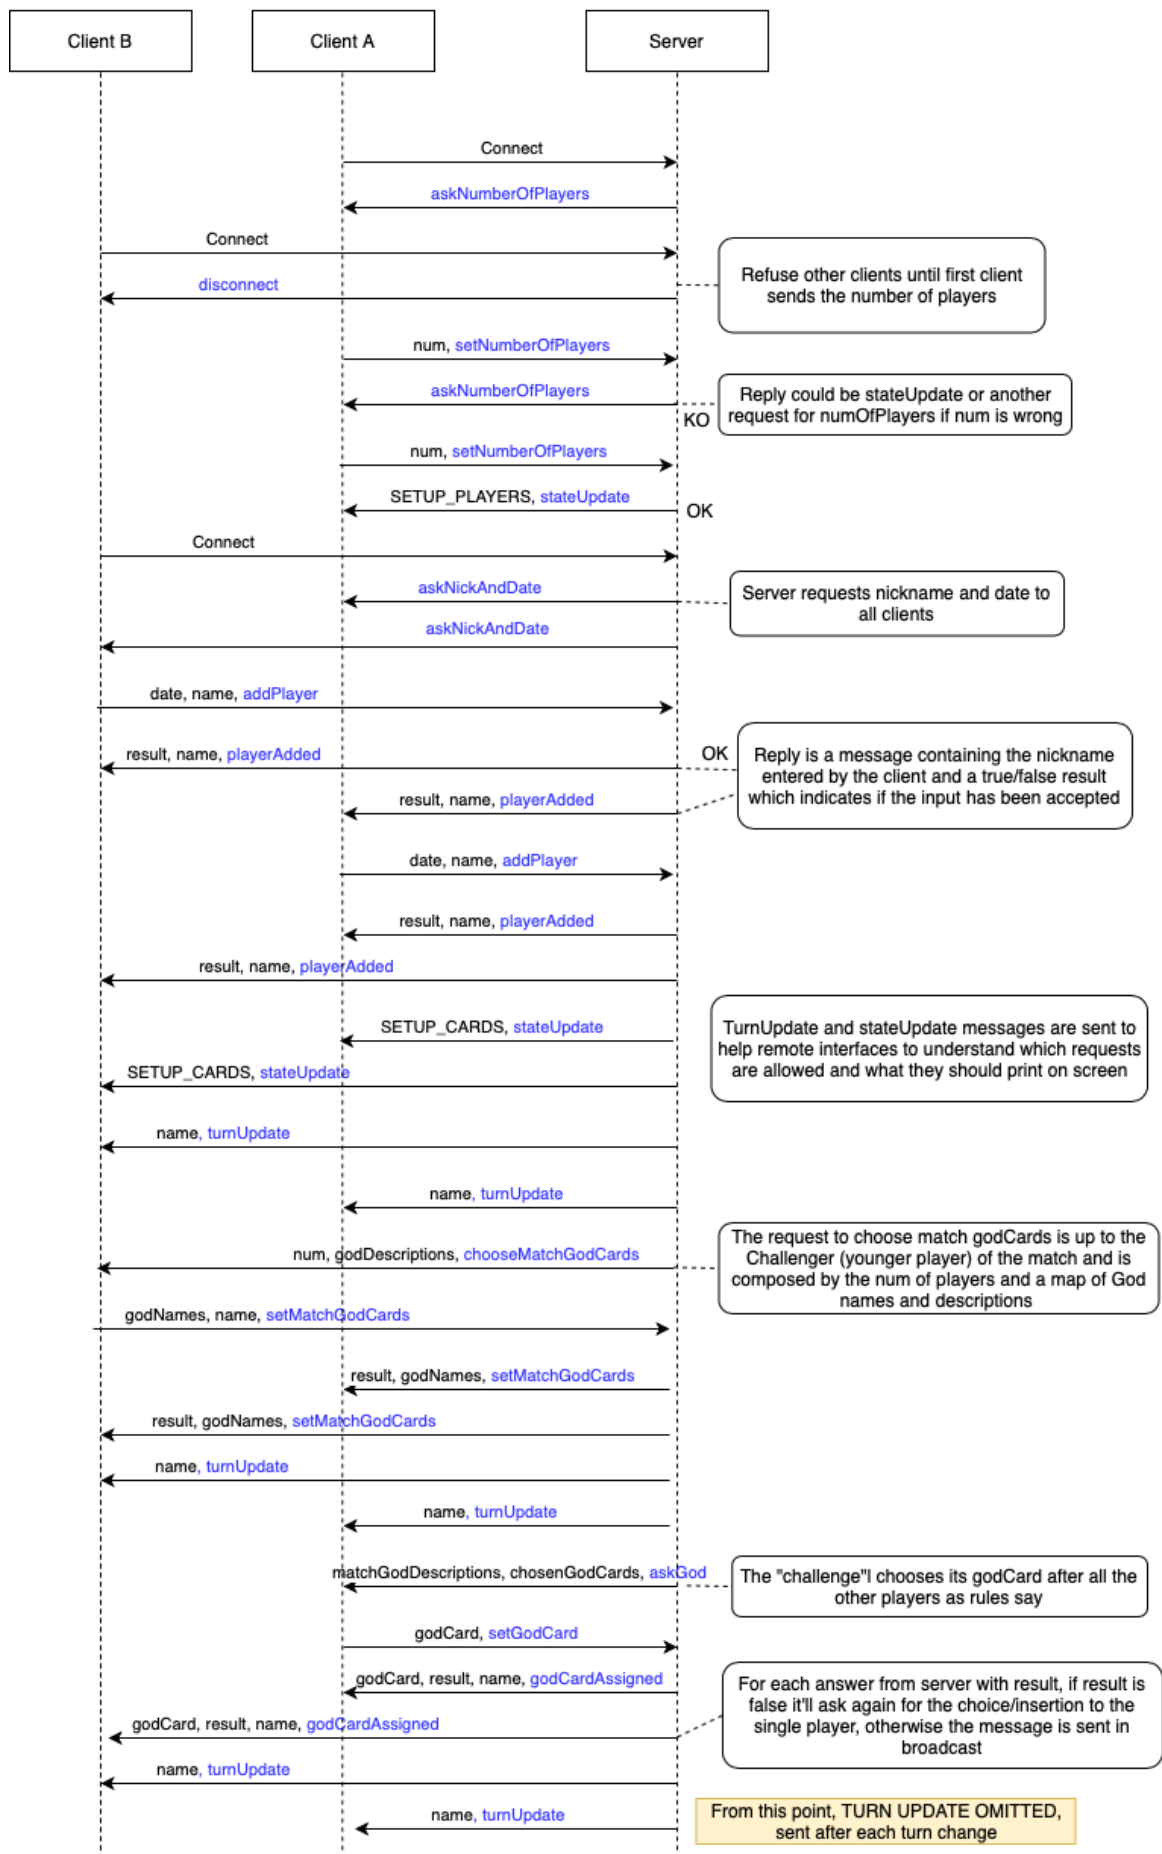 Client B
Client A
Server
Connect
askNumberOfPlayers
Connect
disconnect
Refuse other clients until first client
sends the number of players
num, setNumberOfPlayers
askNumberOfPlayers
KO
Reply could be stateUpdate or another
request for numOfPlayers if num is wrong
num, setNumberOfPlayers
SETUP_PLAYERS, stateUpdate
OK
Connect
askNickAndDate
Server requests nickname and date to
all clients
askNickAndDate
date, name, addPlayer
result, name, playerAdded
OK
Reply is a message containing the nickname
entered by the client and a true/false result
which indicates if the input has been accepted
result, name, playerAdded
date, name, addPlayer
result, name, playerAdded
result, name, playerAdded
SETUP_CARDS, stateUpdate
TurnUpdate and stateUpdate messages are sent to
help remote interfaces to understand which requests
are allowed and what they should print on screen
SETUP_CARDS, stateUpdate
name, turnUpdate
name, turnUpdate
num, godDescriptions, chooseMatchGodCards
The request to choose match godCards is up to the
Challenger (younger player) of the match and is
composed by the num of players and a map of God
names and descriptions
godNames, name, setMatchGodCards
result, godNames, setMatchGodCards
result, godNames, setMatchGodCards
name, turnUpdate
name, turnUpdate
matchGodDescriptions, chosenGodCards, askGod
The "challenge"l chooses its godCard after all the
other players as rules say
godCard, setGodCard
godCard, result, name, godCardAssigned
For each answer from server with result, if result is
false it'll ask again for the choice/insertion to the
single player, otherwise the message is sent in
broadcast
godCard, result, name, godCardAssigned
name, turnUpdate
name, turnUpdate
From this point, TURN UPDATE OMITTED,
sent after each turn change